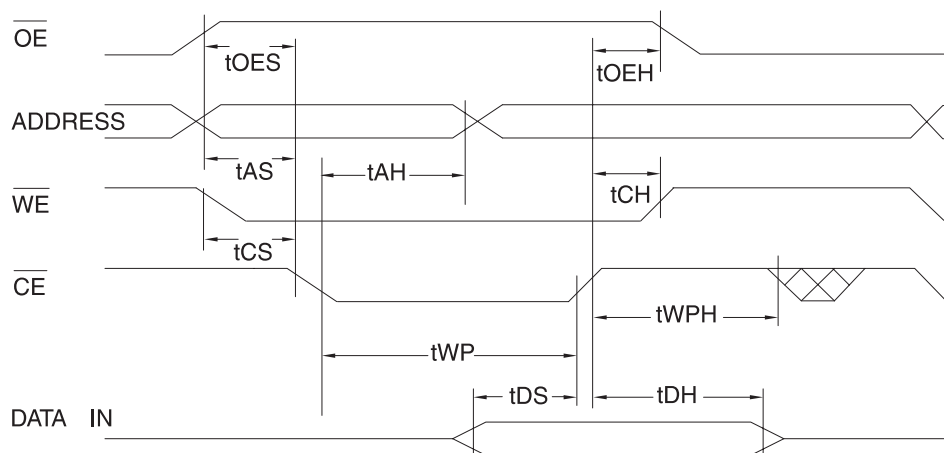 OE
tOES
tOEH
ADDRESS
tAS
tAH
WE
tCH
tCS
CE
tWPH
tWP
tDS
tDH
DATA IN